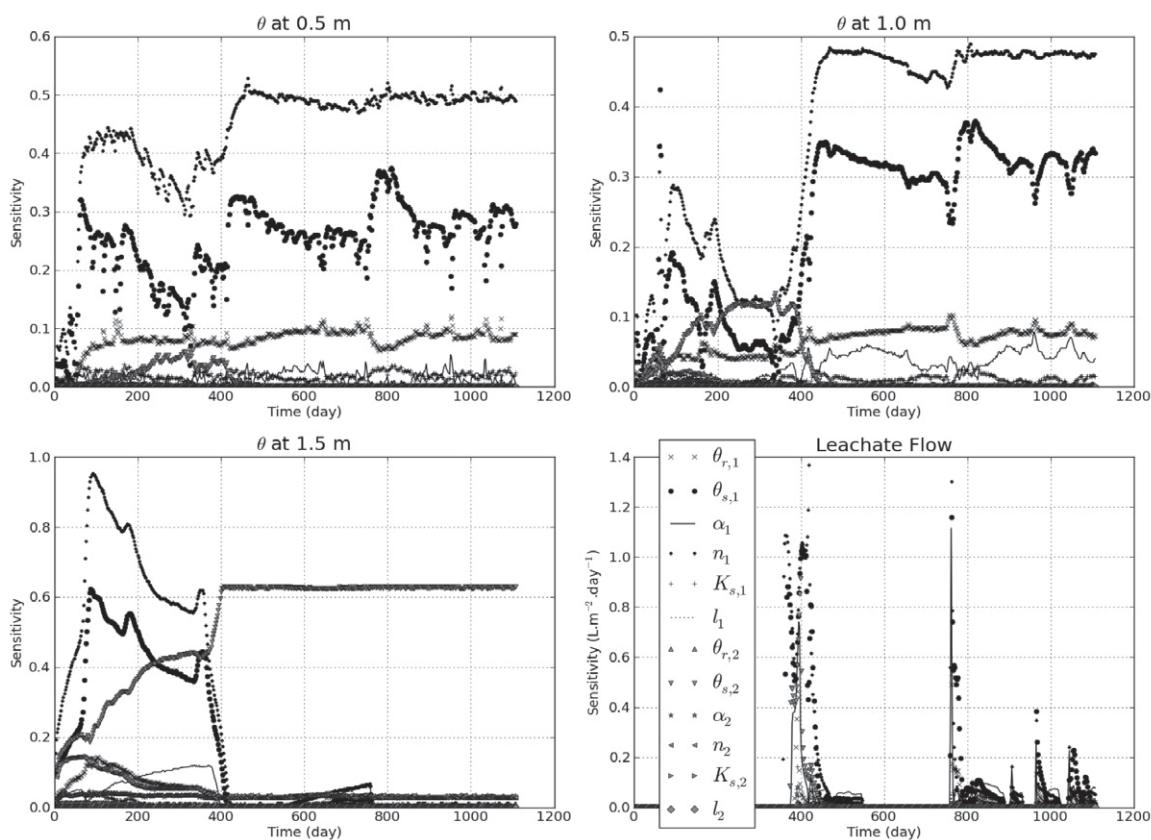 θ at 0.5 m
0.6
0.5
0.4
0.3
0.2
0.1
0.0
Sensitivity
0 200 400 600 800 1000 1200
Time (day)
θ at 1.0 m
0.5
0.4
0.3
0.2
0.1
0.0
Sensitivity
0 200 400 600 800 1000 1200
Time (day)
θ at 1.5 m
1.0
0.8
0.6
0.4
0.2
0.0
Sensitivity
0 200 400 600 800 1000 1200
Time (day)
Leachate Flow
1.4
1.2
1.0
0.8
0.6
0.4
0.2
0.0
Sensitivity (L.m⁻².day⁻¹)
θr,1
θs,1
α1
n1
Ks,1
l1
θr,2
θs,2
α2
n2
Ks,2
l2
0 200 400 600 800 1000 1200
Time (day)